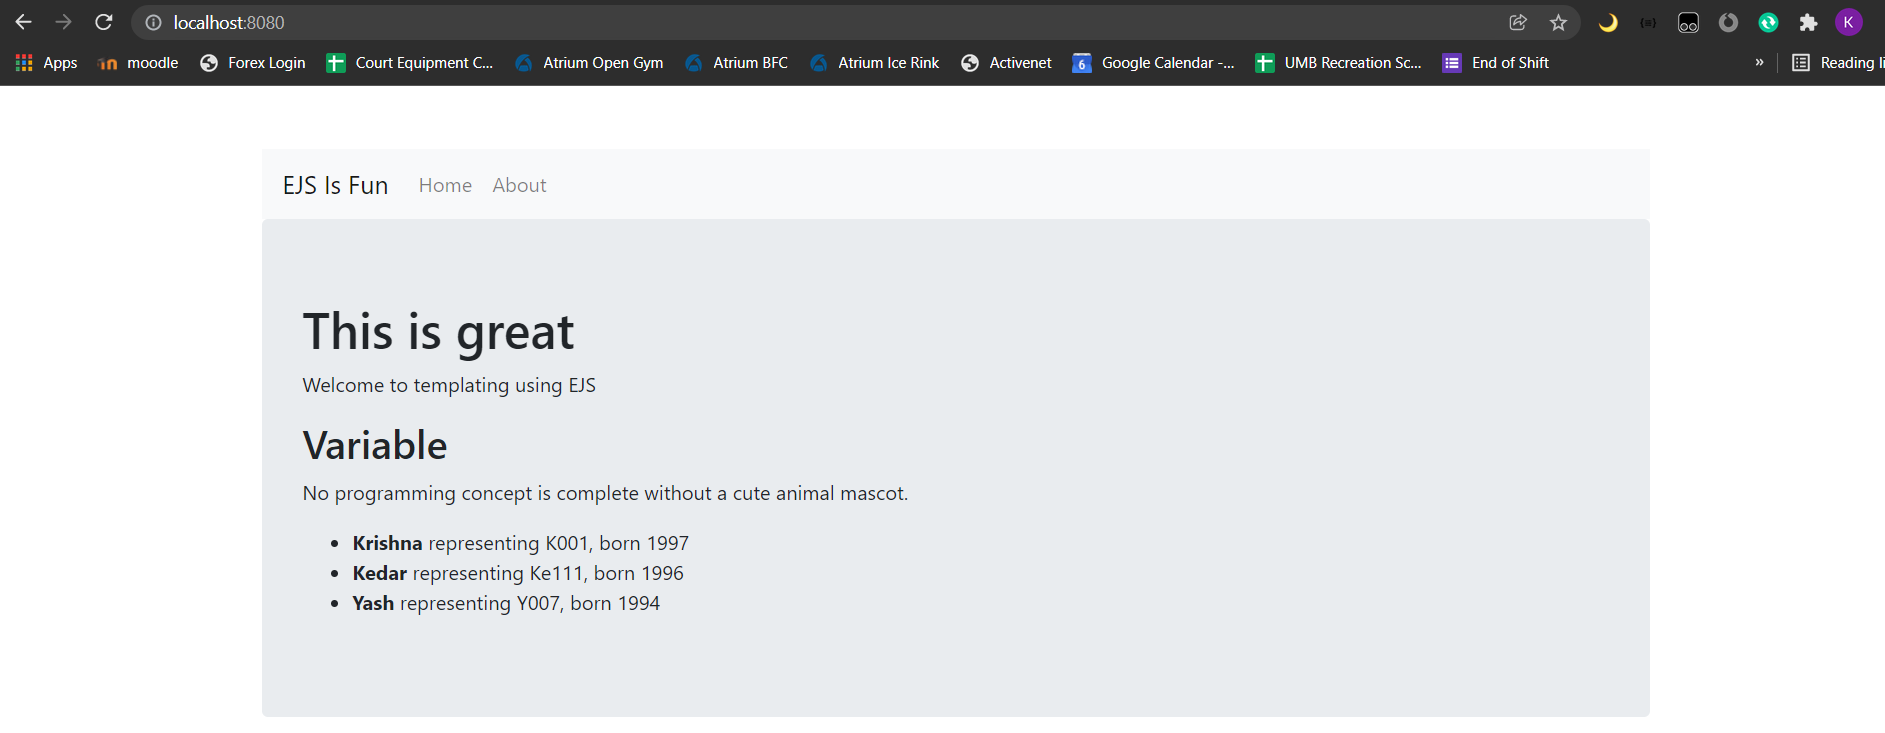 localhost:8080
K
Apps moodle Forex Login Court Equipment C... Atrium Open Gym Atrium BFC Atrium Ice Rink Activenet 6 Google Calendar -... UMB Recreation Sc... End of Shift » Reading li
EJS Is Fun Home About
This is great
Welcome to templating using EJS
Variable
No programming concept is complete without a cute animal mascot.
• Krishna representing K001, born 1997
• Kedar representing Ke111, born 1996
• Yash representing Y007, born 1994